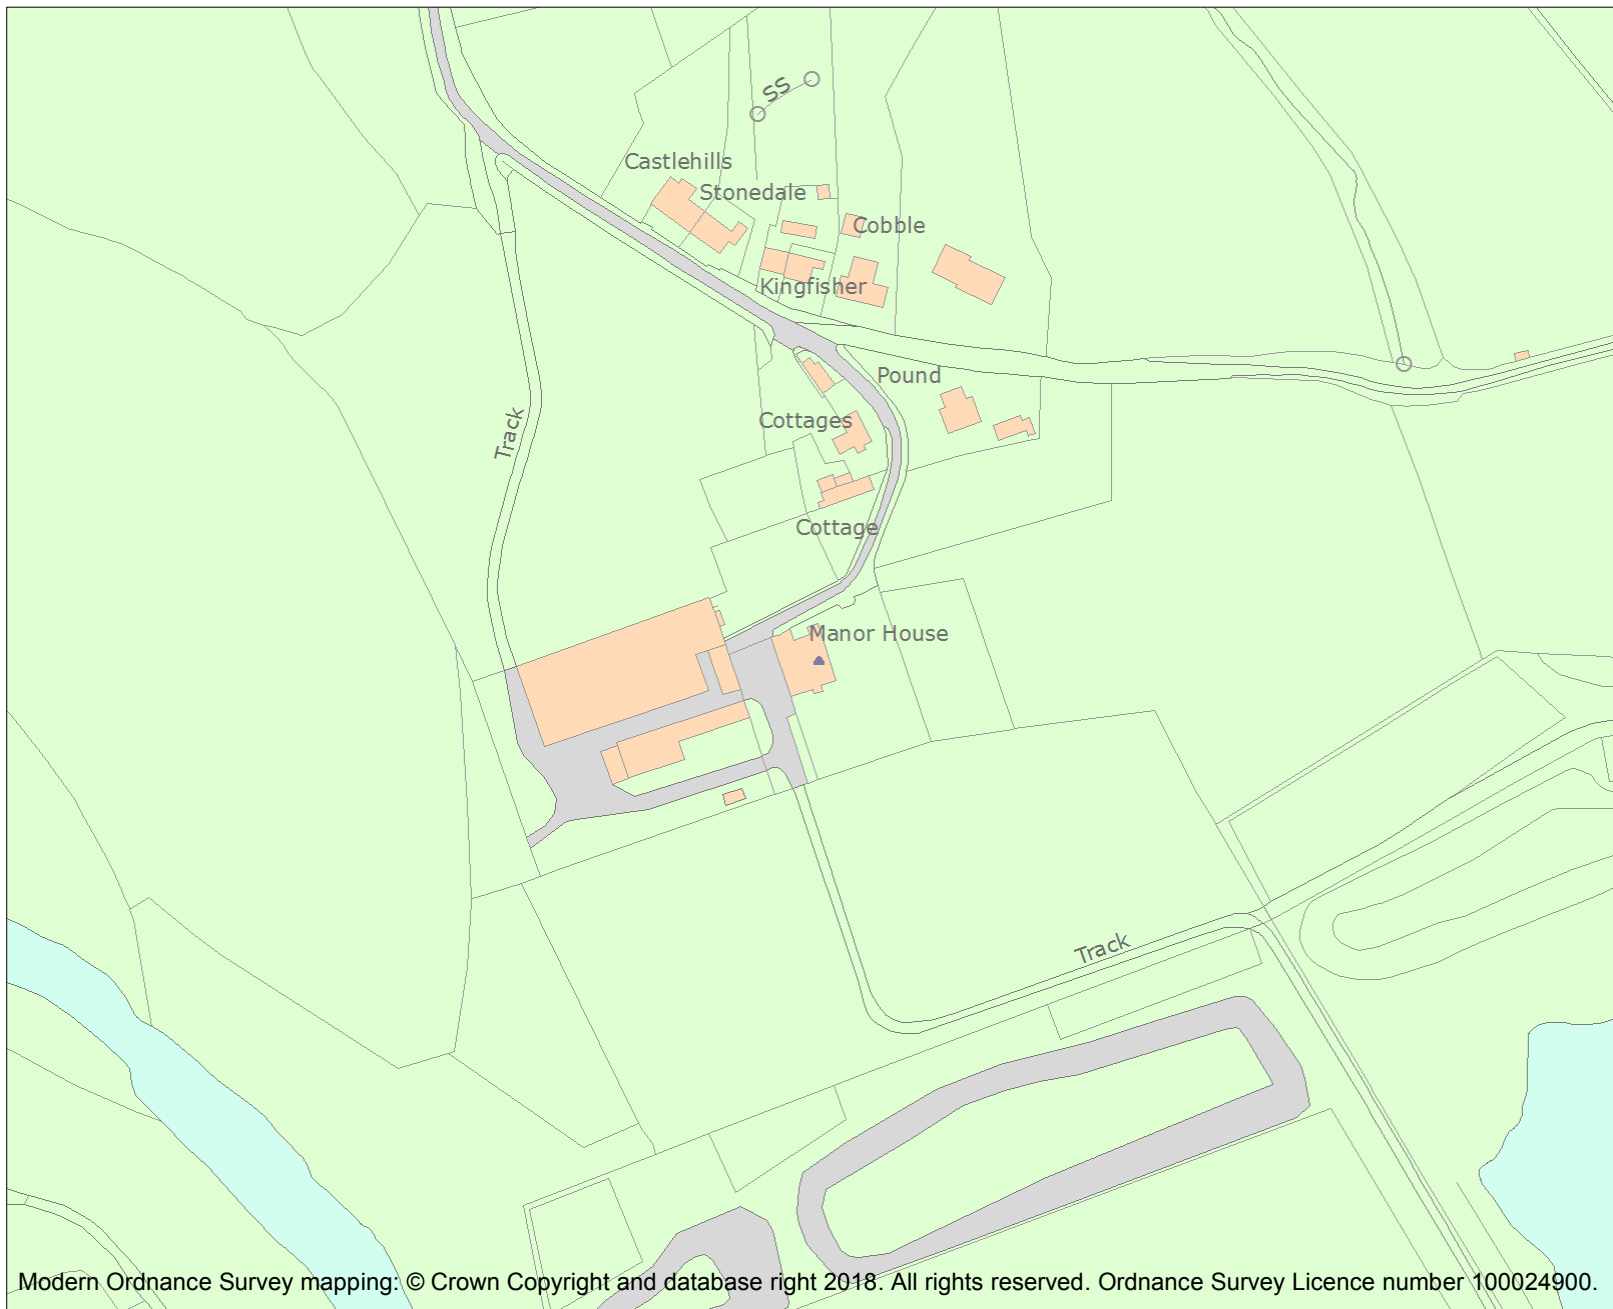 SS
Castlehills
Stonedale
Cobble
Kingfisher
Pound
Track
Cottages
Cottage
Manor House
Track
Modern Ordnance Survey mapping: © Crown Copyright and database right 2018. All rights reserved. Ordnance Survey Licence number 100024900.